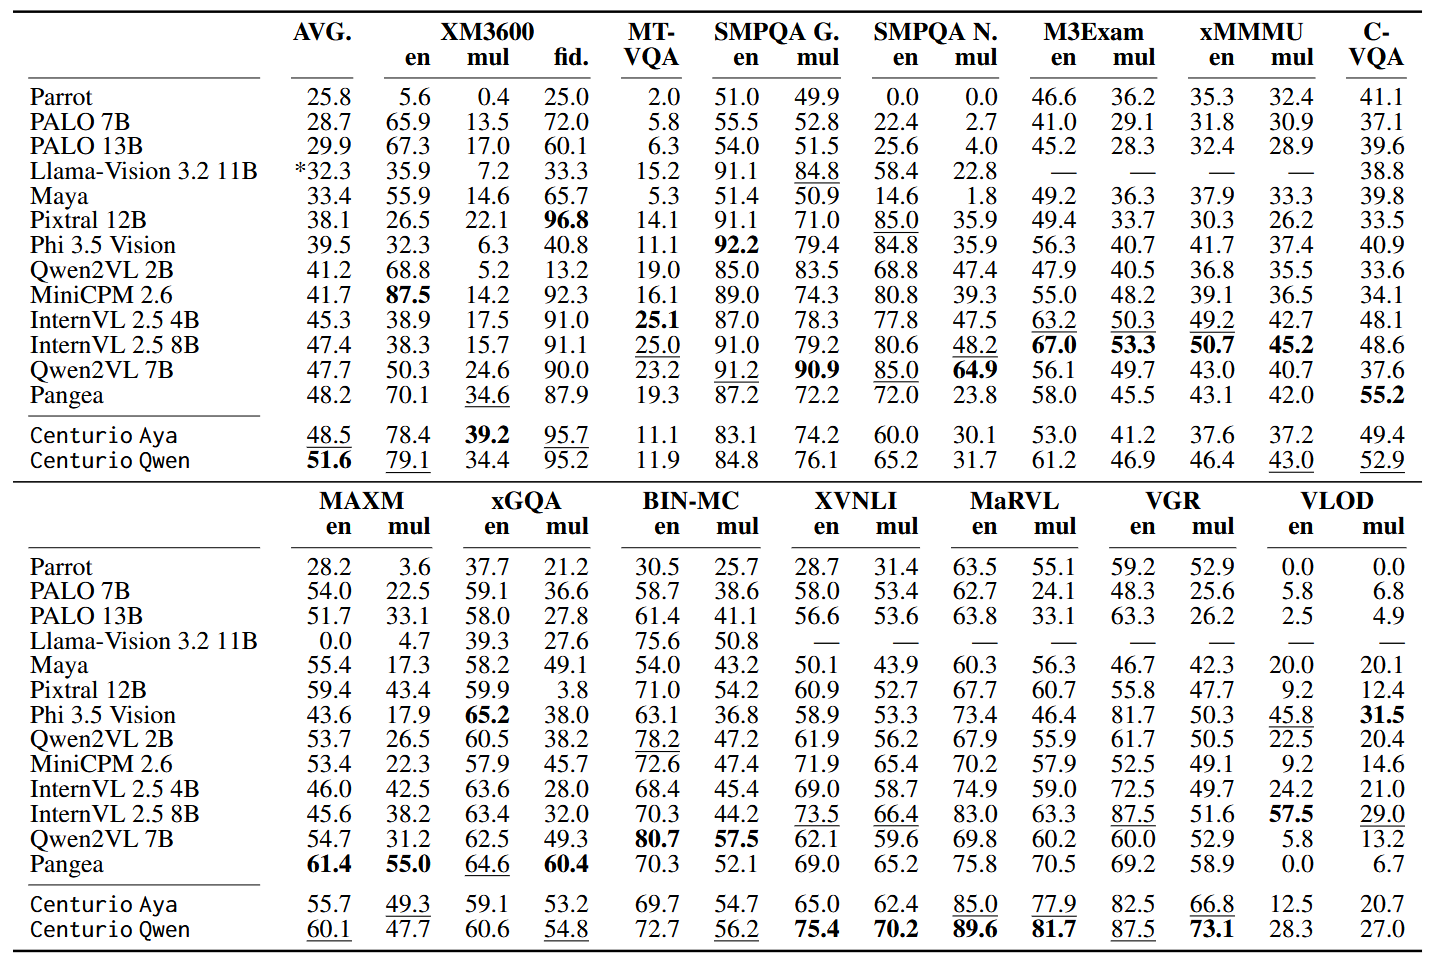 AVG. XM3600 MT- SMPQA G. SMPQA N. M3Exam xMMMU C-
en mul fid. VQA en mul en mul en mul en mul VQA
Parrot 25.8 5.6 0.4 25.0 2.0 51.0 49.9 0.0 0.0 46.6 36.2 35.3 32.4 41.1
PALO 7B 28.7 65.9 13.5 72.0 5.8 55.5 52.8 22.4 2.7 41.0 29.1 31.8 30.9 37.1
PALO 13B 29.9 67.3 17.0 60.1 6.3 54.0 51.5 25.6 4.0 45.2 28.3 32.4 28.9 39.6
Llama-Vision 3.2 11B *32.3 35.9 7.2 33.3 15.2 91.1 84.8 58.4 22.8 — — — — 38.8
Maya 33.4 55.9 14.6 65.7 5.3 51.4 50.9 14.6 1.8 49.2 36.3 37.9 33.3 39.8
Pixtral 12B 38.1 26.5 22.1 96.8 14.1 91.1 71.0 85.0 35.9 49.4 33.7 30.3 26.2 33.5
Phi 3.5 Vision 39.5 32.3 6.3 40.8 11.1 92.2 79.4 84.8 35.9 56.3 40.7 41.7 37.4 40.9
Qwen2VL 2B 41.2 68.8 5.2 13.2 19.0 85.0 83.5 68.8 47.4 47.9 40.5 36.8 35.5 33.6
MiniCPM 2.6 41.7 87.5 14.2 92.3 16.1 89.0 74.3 80.8 39.3 55.0 48.2 39.1 36.5 34.1
InternVL 2.5 4B 45.3 38.9 17.5 91.0 25.1 87.0 78.3 77.8 47.5 63.2 50.3 49.2 42.7 48.1
InternVL 2.5 8B 47.4 38.3 15.7 91.1 25.0 91.0 79.2 80.6 48.2 67.0 53.3 50.7 45.2 48.6
Qwen2VL 7B 47.7 50.3 24.6 90.0 23.2 91.2 90.9 85.0 64.9 56.1 49.7 43.0 40.7 37.6
Pangea 48.2 70.1 34.6 87.9 19.3 87.2 72.2 72.0 23.8 58.0 45.5 43.1 42.0 55.2
Centurio Aya 48.5 78.4 39.2 95.7 11.1 83.1 74.2 60.0 30.1 53.0 41.2 37.6 37.2 49.4
Centurio Qwen 51.6 79.1 34.4 95.2 11.9 84.8 76.1 65.2 31.7 61.2 46.9 46.4 43.0 52.9
MAXM xGQA BIN-MC XVNLI MaRVL VGR VLOD
en mul en mul en mul en mul en mul en mul en mul
Parrot 28.2 3.6 37.7 21.2 30.5 25.7 28.7 31.4 63.5 55.1 59.2 52.9 0.0 0.0
PALO 7B 54.0 22.5 59.1 36.6 58.7 38.6 58.0 53.4 62.7 24.1 48.3 25.6 5.8 6.8
PALO 13B 51.7 33.1 58.0 27.8 61.4 41.1 56.6 53.6 63.8 33.1 63.3 26.2 2.5 4.9
Llama-Vision 3.2 11B 0.0 4.7 39.3 27.6 75.6 50.8 — — — — — — — —
Maya 55.4 17.3 58.2 49.1 54.0 43.2 50.1 43.9 60.3 56.3 46.7 42.3 20.0 20.1
Pixtral 12B 59.4 43.4 59.9 3.8 71.0 54.2 60.9 52.7 67.7 60.7 55.8 47.7 9.2 12.4
Phi 3.5 Vision 43.6 17.9 65.2 38.0 63.1 36.8 58.9 53.3 73.4 46.4 81.7 50.3 45.8 31.5
Qwen2VL 2B 53.7 26.5 60.5 38.2 78.2 47.2 61.9 56.2 67.9 55.9 61.7 50.5 22.5 20.4
MiniCPM 2.6 53.4 22.3 57.9 45.7 72.6 47.4 71.9 65.4 70.2 57.9 52.5 49.1 9.2 14.6
InternVL 2.5 4B 46.0 42.5 63.6 28.0 68.4 45.4 69.0 58.7 74.9 59.0 72.5 49.7 24.2 21.0
InternVL 2.5 8B 45.6 38.2 63.4 32.0 70.3 44.2 73.5 66.4 83.0 63.3 87.5 51.6 57.5 29.0
Qwen2VL 7B 54.7 31.2 62.5 49.3 80.7 57.5 62.1 59.6 69.8 60.2 60.0 52.9 5.8 13.2
Pangea 61.4 55.0 64.6 60.4 70.3 52.1 69.0 65.2 75.8 70.5 69.2 58.9 0.0 6.7
Centurio Aya 55.7 49.3 59.1 53.2 69.7 54.7 65.0 62.4 85.0 77.9 82.5 66.8 12.5 20.7
Centurio Qwen 60.1 47.7 60.6 54.8 72.7 56.2 75.4 70.2 89.6 81.7 87.5 73.1 28.3 27.0